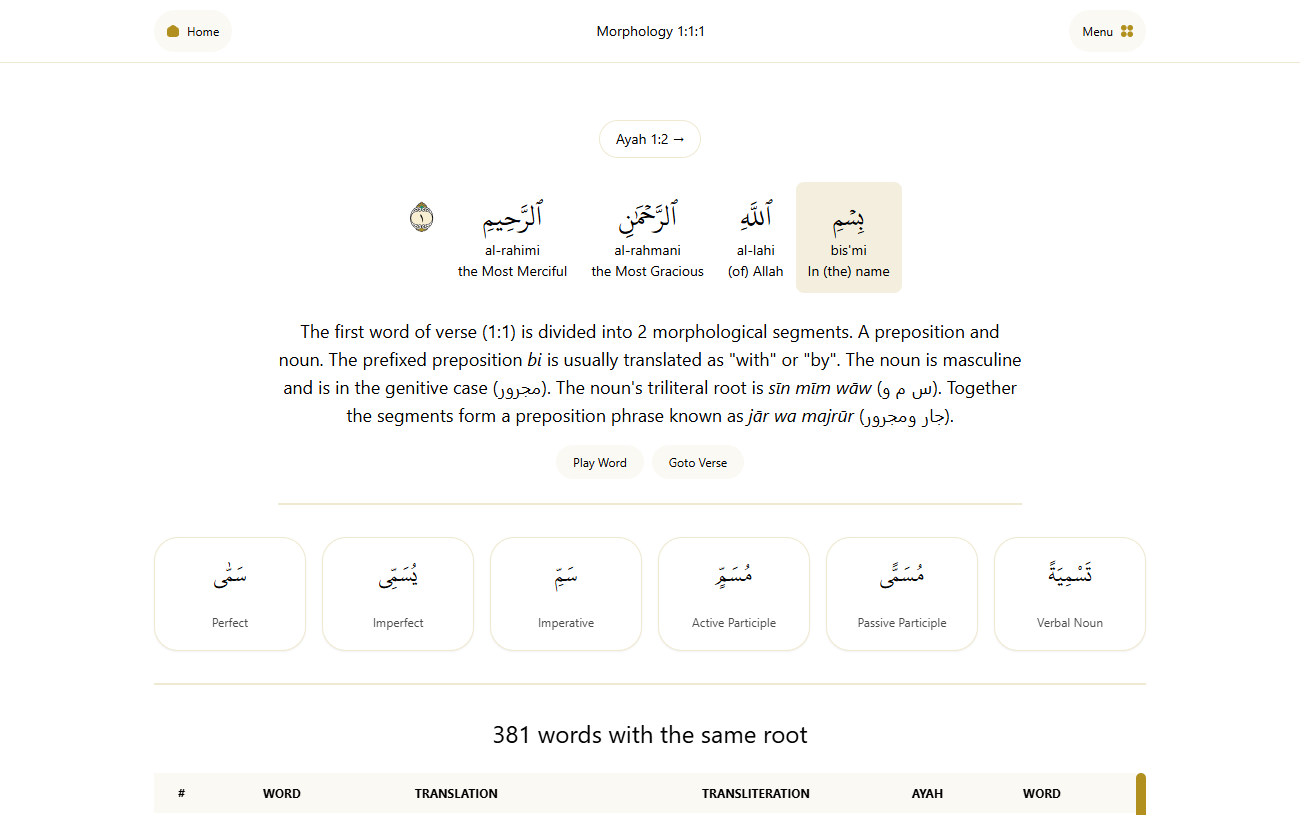 Home
Morphology 1:1:1
Menu
Ayah 1:2 →
بِسْمِ ٱللَّهِ ٱلرَّحْمَٰنِ ٱلرَّحِيمِ ١
bis'mi al-lahi al-rahmani al-rahimi
In (the) name (of) Allah the Most Gracious the Most Merciful
The first word of verse (1:1) is divided into 2 morphological segments. A preposition and
noun. The prefixed preposition bi is usually translated as "with" or "by". The noun is masculine
and is in the genitive case (مجرور). The noun's triliteral root is sīn mīm wāw (س م و). Together
the segments form a preposition phrase known as jār wa majrūr (جار ومجرور).
Play Word Goto Verse
سَمَّىٰ يُسَمِّى سَمِّ مُسَمٍّ مُسَمًّى تَسْمِيَةً
Perfect Imperfect Imperative Active Participle Passive Participle Verbal Noun
381 words with the same root
# WORD TRANSLATION TRANSLITERATION AYAH WORD